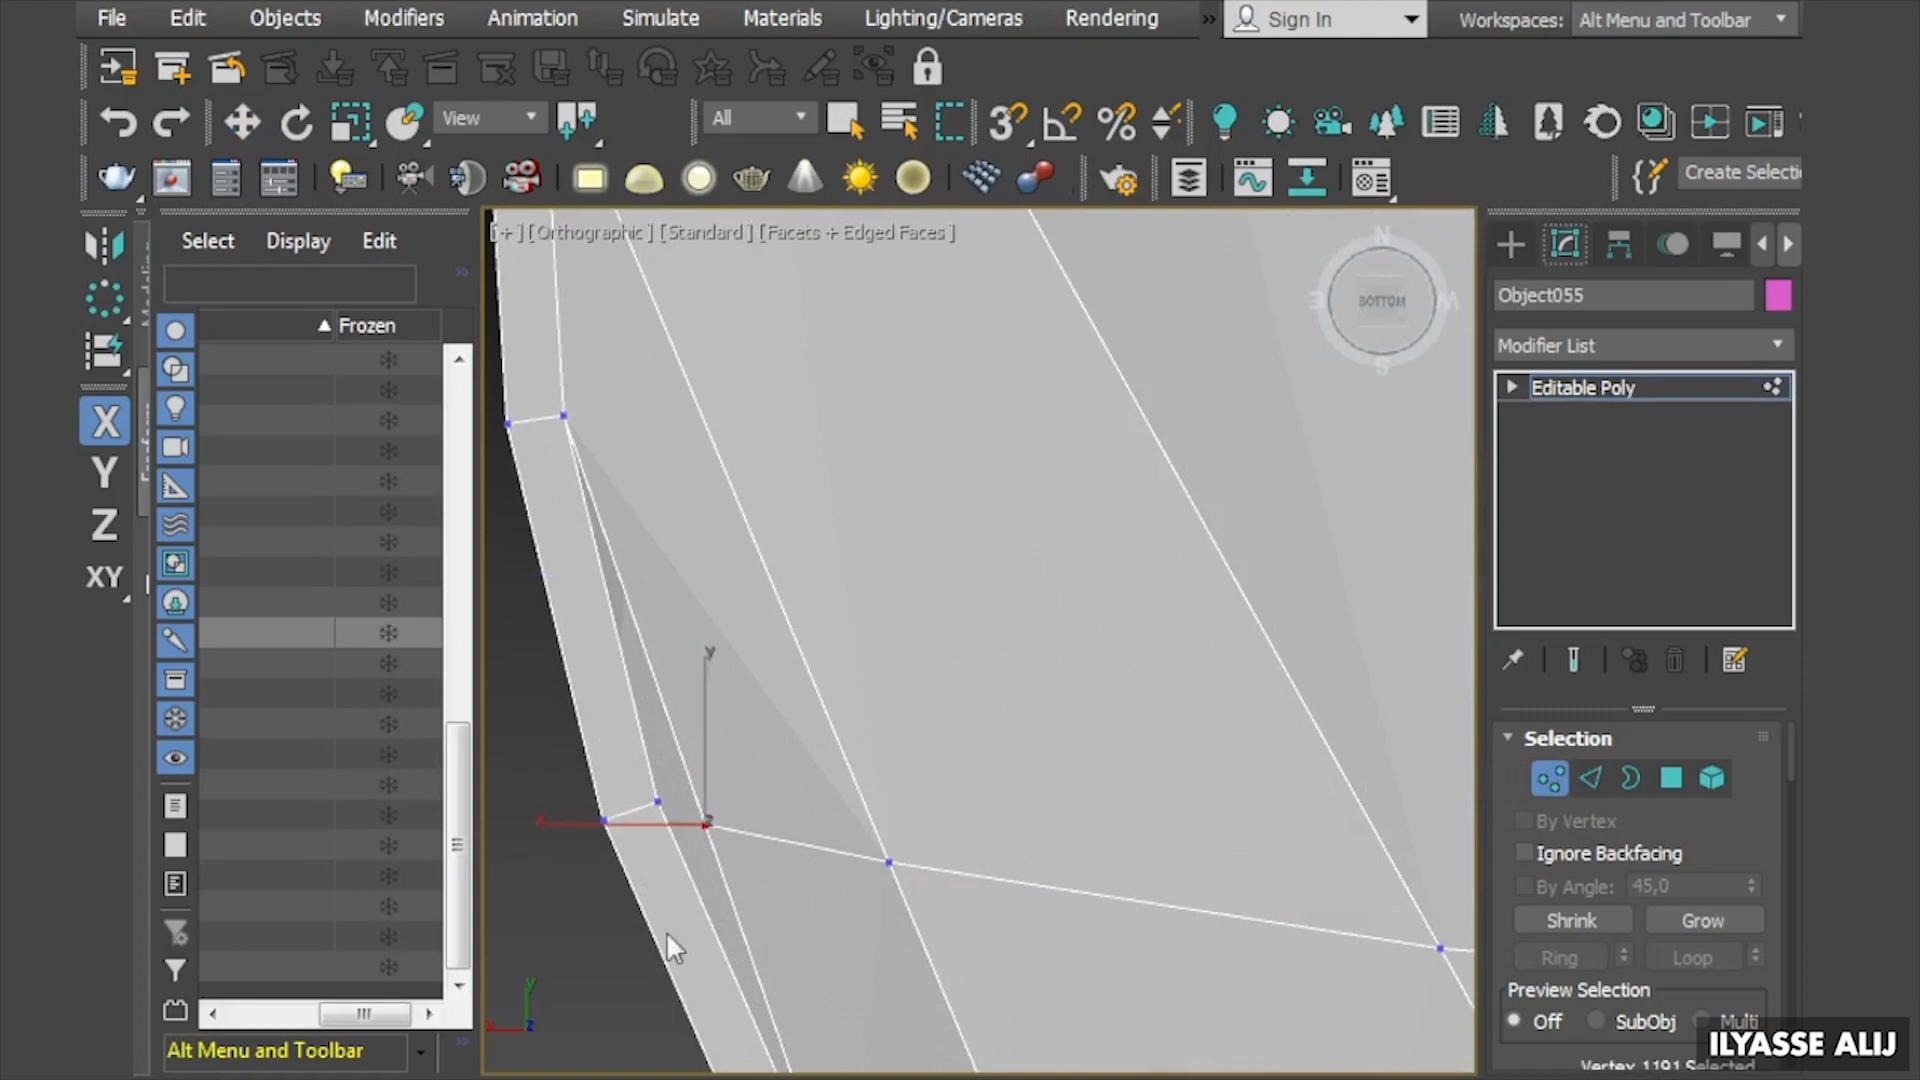 File Edit Objects Modifiers Animation Simulate Materials Lighting/Cameras Rendering » Sign In Workspaces: Alt Menu and Toolbar
View All
Create Selecti
Select Display Edit
[ + ] [ Orthographic ] [ Standard ] [ Facets + Edged Faces ]
N
E
BOTTOM
W
S
Object055
Frozen
Modifier List
Editable Poly
X
Y
Z
XY
y
x
z
Selection
By Vertex
Ignore Backfacing
By Angle: 45,0
Shrink Grow
Ring Loop
Preview Selection
Off SubObj Multi
ILYASSE ALIJ
Vertex 1191 Selected
Alt Menu and Toolbar